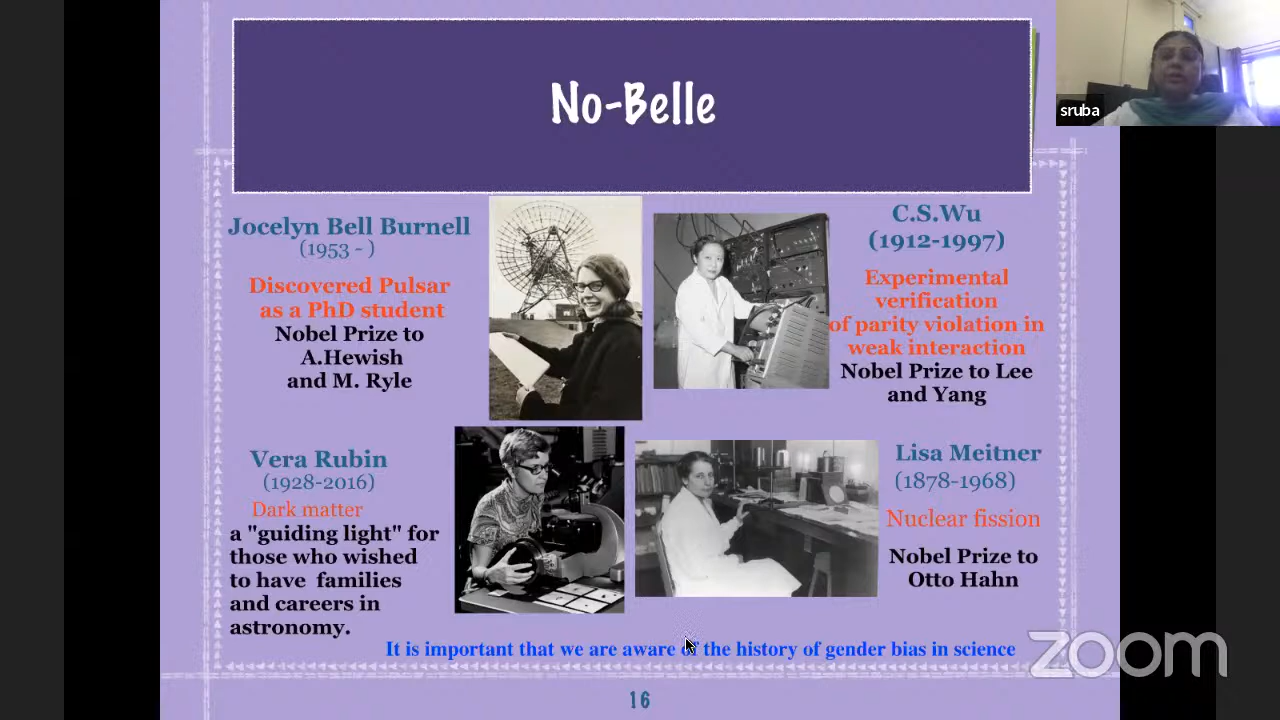 No-Belle
sruba
Jocelyn Bell Burnell
(1953 - )
Discovered Pulsar
as a PhD student
Nobel Prize to
A.Hewish
and M. Ryle
C.S.Wu
(1912-1997)
Experimental
verification
of parity violation in
weak interaction
Nobel Prize to Lee
and Yang
Vera Rubin
(1928-2016)
Dark matter
a "guiding light" for
those who wished
to have families
and careers in
astronomy.
Lisa Meitner
(1878-1968)
Nuclear fission
Nobel Prize to
Otto Hahn
It is important that we are aware of the history of gender bias in science
zoom
16